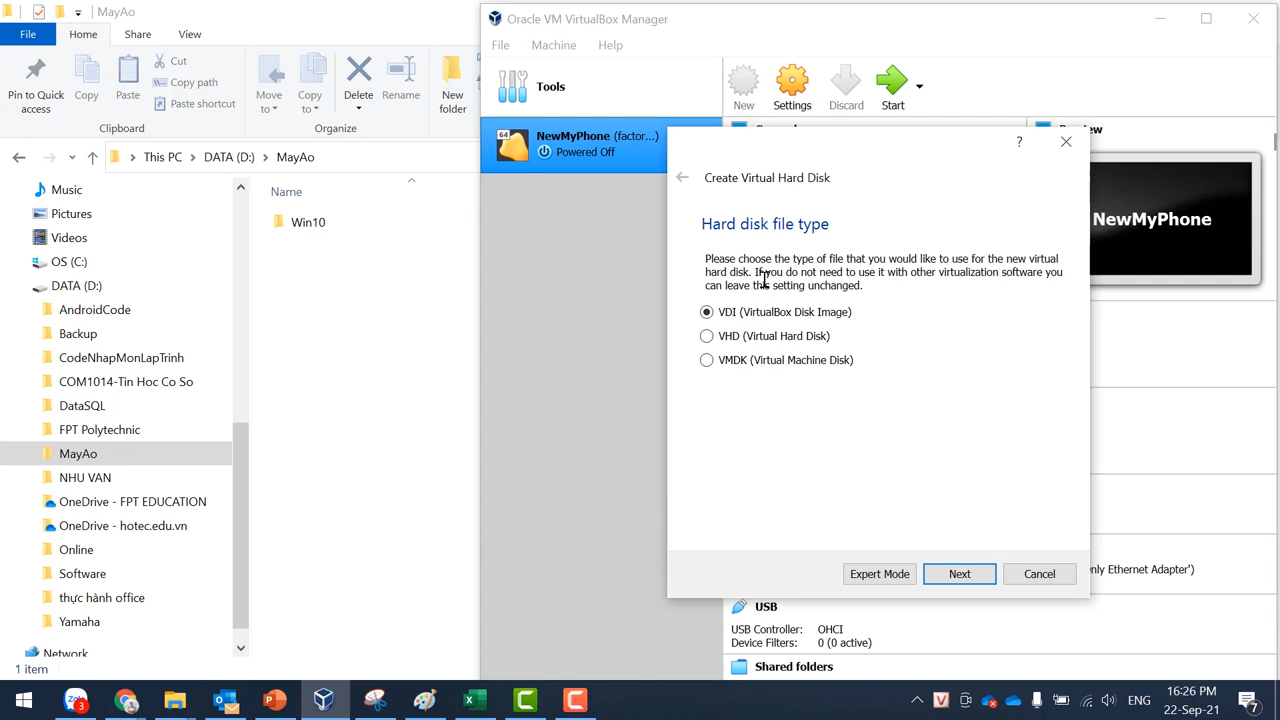 MayAo
File
Home
Share
View
Pin to Quick
access
Copy
Paste
Cut
Copy path
Paste shortcut
Clipboard
Move
to
Copy
to
Delete
Rename
New
folder
Organize
This PC
DATA (D:)
MayAo
Music
Pictures
Videos
OS (C:)
DATA (D:)
AndroidCode
Backup
CodeNhapMonLapTrinh
COM1014-Tin Hoc Co So
DataSQL
FPT Polytechnic
MayAo
NHU VAN
OneDrive - FPT EDUCATION
OneDrive - hotec.edu.vn
Online
Software
thực hành office
Yamaha
Network
1 item
Name
Win10
Oracle VM VirtualBox Manager
File
Machine
Help
Tools
New
Settings
Discard
Start
64
NewMyPhone (factor...)
Powered Off
NewMyPhone
Create Virtual Hard Disk
Hard disk file type
Please choose the type of file that you would like to use for the new virtual
hard disk. If you do not need to use it with other virtualization software you
can leave this setting unchanged.
VDI (VirtualBox Disk Image)
VHD (Virtual Hard Disk)
VMDK (Virtual Machine Disk)
Expert Mode
Next
Cancel
nly Ethernet Adapter')
USB
USB Controller: OHCI
Device Filters: 0 (0 active)
Shared folders
3
ENG
16:26 PM
22-Sep-21
7